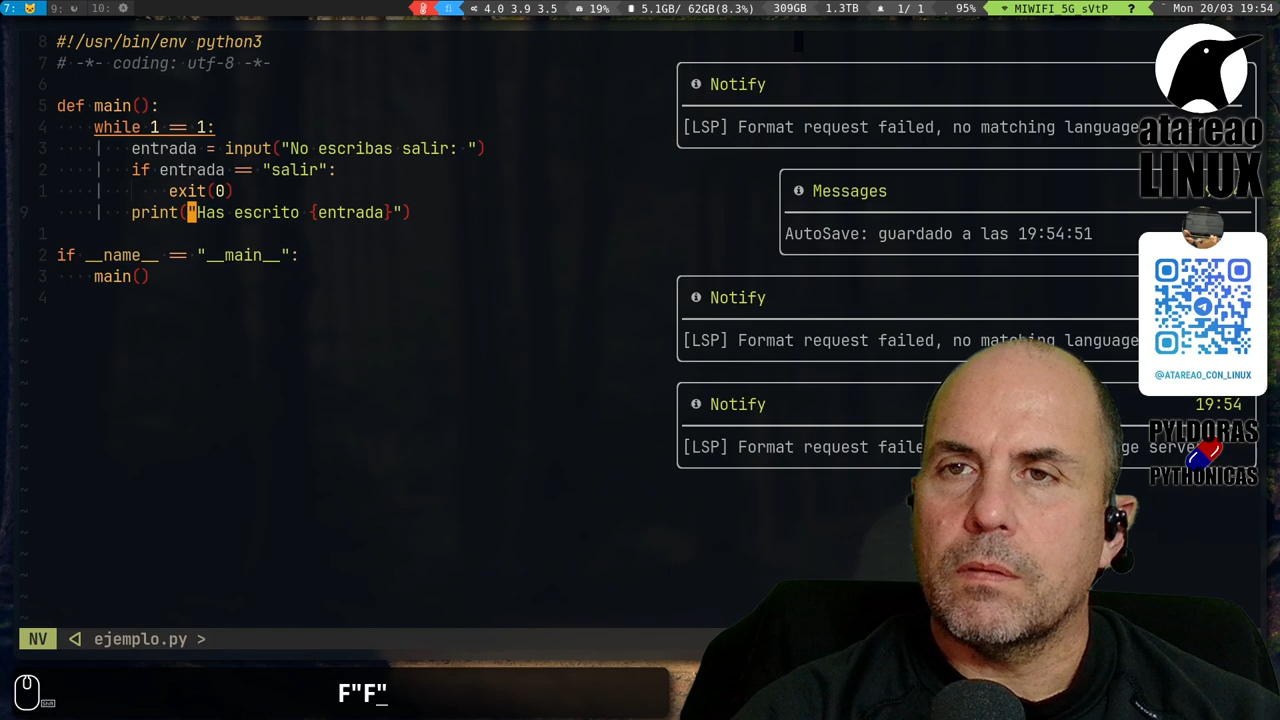 7: 9: 10: 4.0 3.9 3.5 19% 5.1GB/ 62GB(8.3%) 309GB 1.3TB 1/ 1 95% MIWIFI_5G_sVtP ? Mon 20/03 19:54
8 #!/usr/bin/env python3
7 # -*- coding: utf-8 -*-
6
5 def main():
4 while 1 == 1:
3 entrada = input("No escribas salir: ")
2 if entrada == "salir":
1 exit(0)
9 print("Has escrito {entrada}")
1
2 if __name__ == "__main__":
3 main()
4
Notify
[LSP] Format request failed, no matching language
Messages
AutoSave: guardado a las 19:54:51
Notify
[LSP] Format request failed, no matching language
Notify 19:54
[LSP] Format request faile ge serve
atareao
LINUX
@ATAREAO_CON_LINUX
PYLDORAS
PYTHONICAS
NV ejemplo.py >
F"F"
Shift